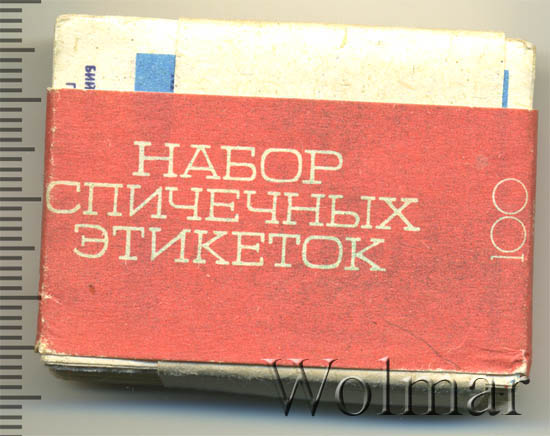 НАБОР
СПИЧЕЧНЫХ
ЭТИКЕТОК
100
Wolmar